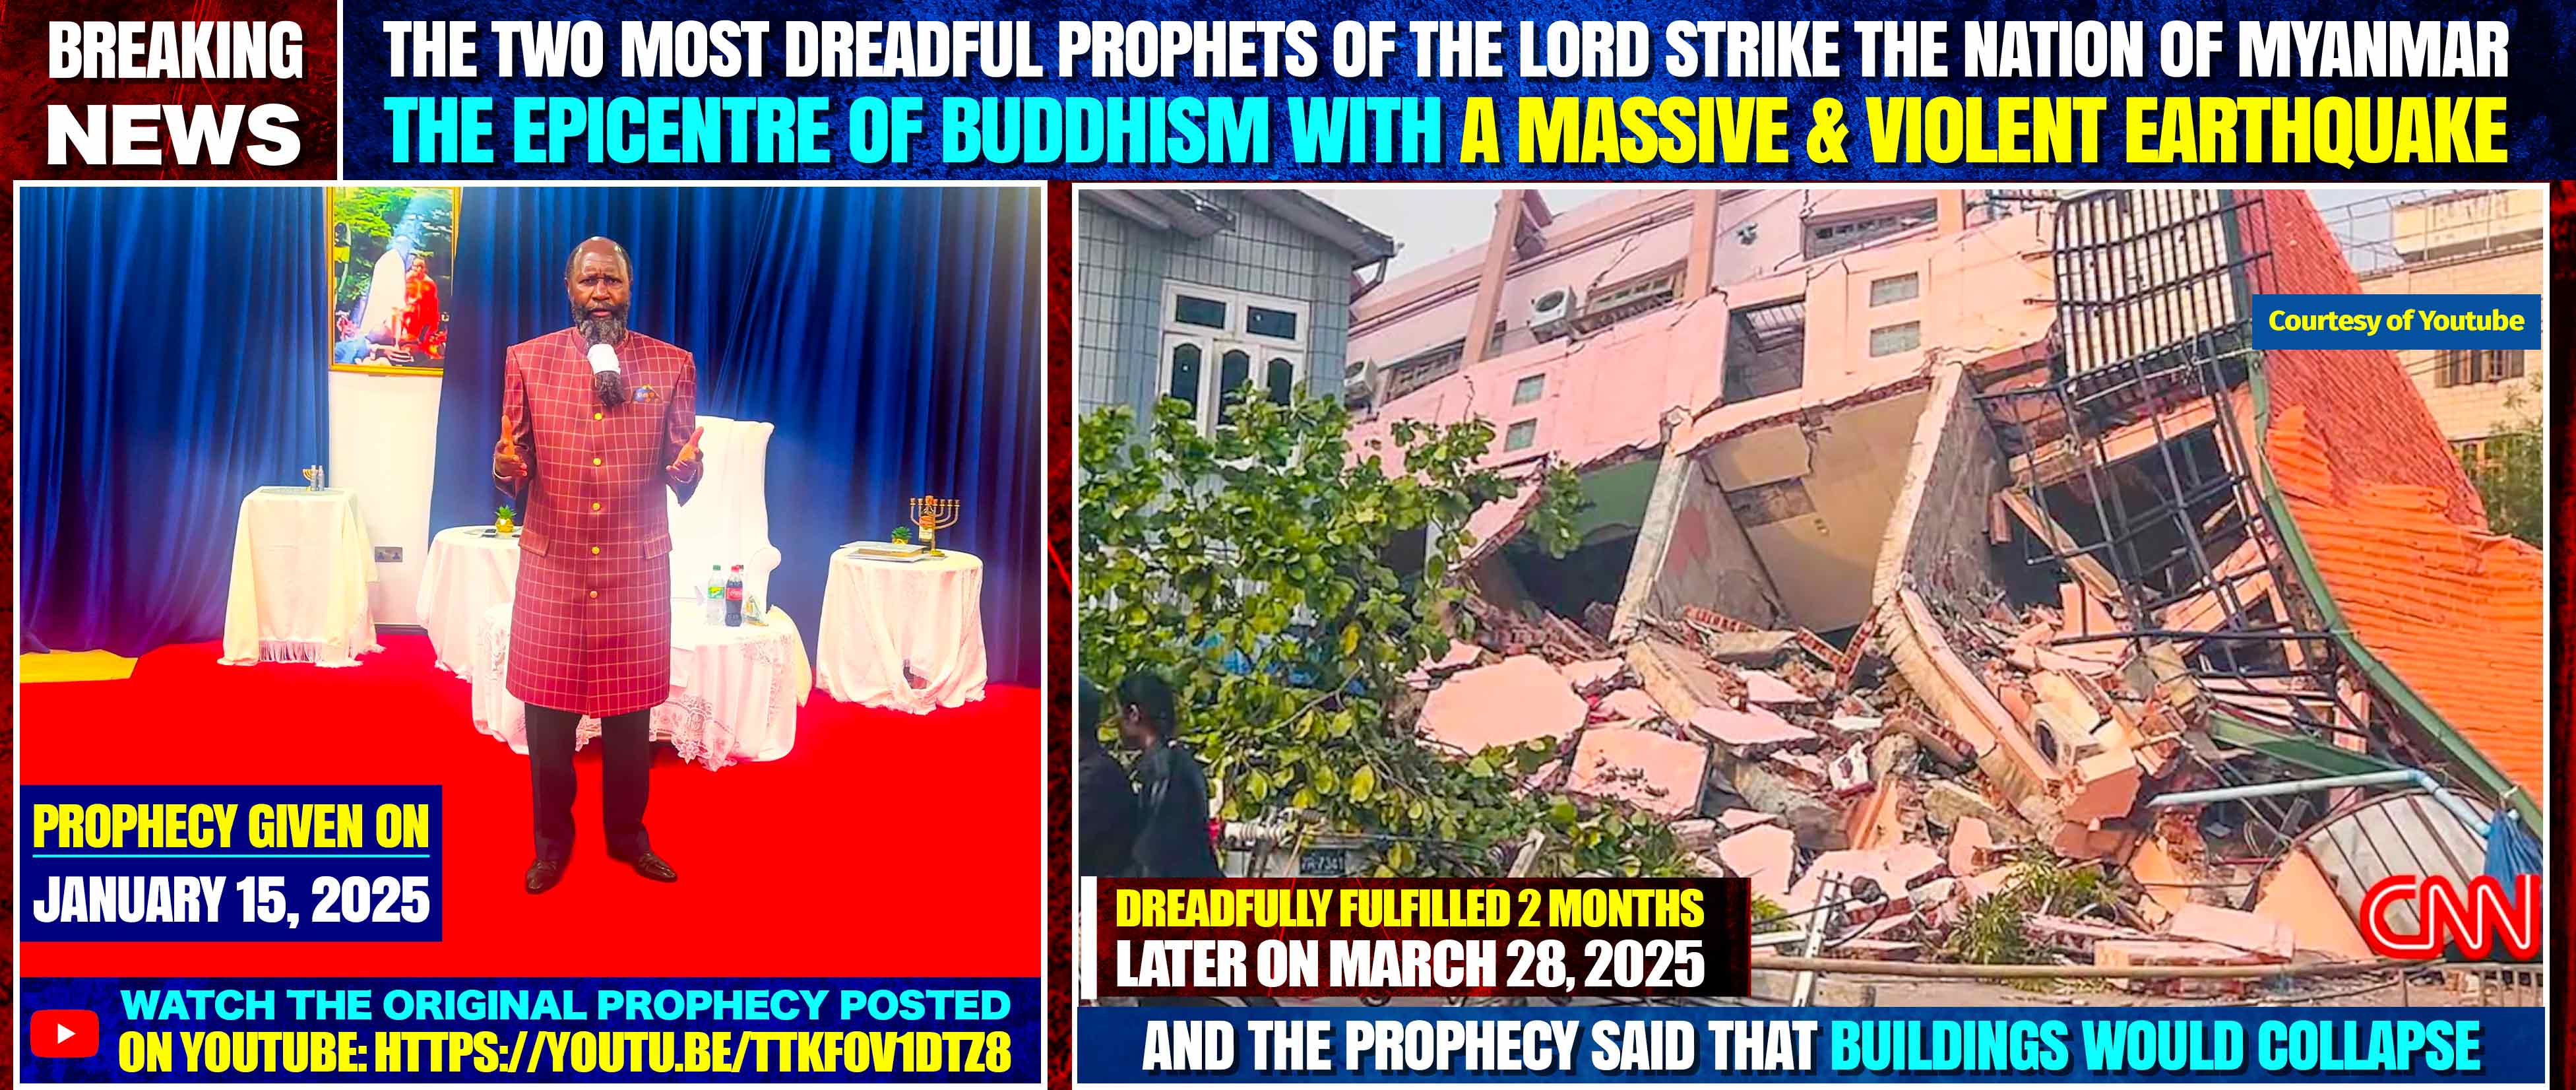 BREAKING
NEWS
THE TWO MOST DREADFUL PROPHETS OF THE LORD STRIKE THE NATION OF MYANMAR
THE EPICENTRE OF BUDDHISM WITH A MASSIVE & VIOLENT EARTHQUAKE
PROPHECY GIVEN ON
JANUARY 15, 2025
WATCH THE ORIGINAL PROPHECY POSTED
ON YOUTUBE: HTTPS://YOUTU.BE/TTKFOV1DTZ8
Courtesy of Youtube
DREADFULLY FULFILLED 2 MONTHS
LATER ON MARCH 28, 2025
CNN
AND THE PROPHECY SAID THAT BUILDINGS WOULD COLLAPSE